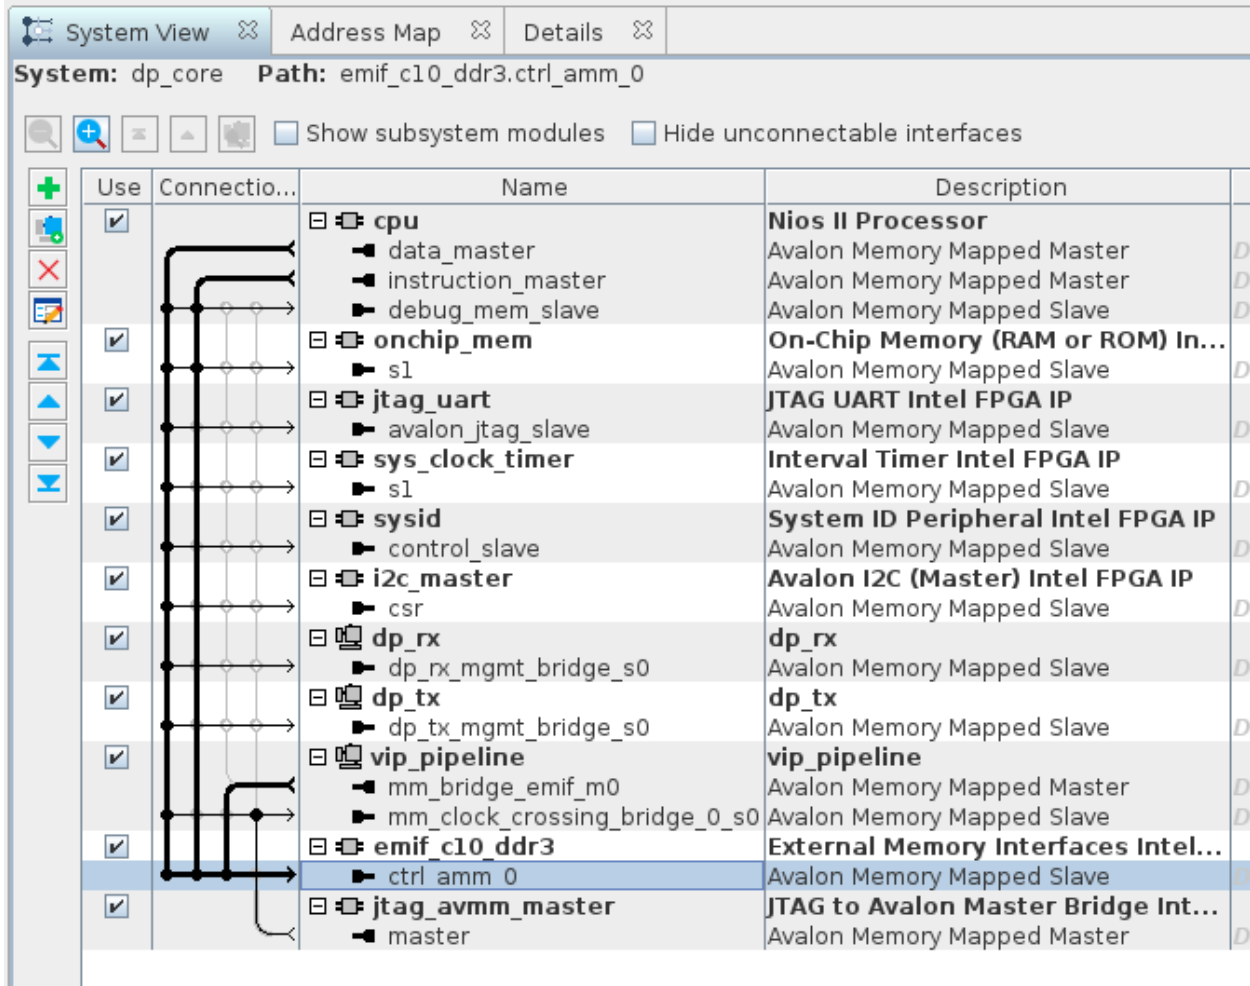 System View Address Map Details
System: dp_core Path: emif_c10_ddr3.ctrl_amm_0
Show subsystem modules Hide unconnectable interfaces
Use Connectio... Name Description
cpu Nios II Processor
data_master Avalon Memory Mapped Master
instruction_master Avalon Memory Mapped Master
debug_mem_slave Avalon Memory Mapped Slave
onchip_mem On-Chip Memory (RAM or ROM) In...
s1 Avalon Memory Mapped Slave
jtag_uart JTAG UART Intel FPGA IP
avalon_jtag_slave Avalon Memory Mapped Slave
sys_clock_timer Interval Timer Intel FPGA IP
s1 Avalon Memory Mapped Slave
sysid System ID Peripheral Intel FPGA IP
control_slave Avalon Memory Mapped Slave
i2c_master Avalon I2C (Master) Intel FPGA IP
csr Avalon Memory Mapped Slave
dp_rx dp_rx
dp_rx_mgmt_bridge_s0 Avalon Memory Mapped Slave
dp_tx dp_tx
dp_tx_mgmt_bridge_s0 Avalon Memory Mapped Slave
vip_pipeline vip_pipeline
mm_bridge_emif_m0 Avalon Memory Mapped Master
mm_clock_crossing_bridge_0_s0 Avalon Memory Mapped Slave
emif_c10_ddr3 External Memory Interfaces Intel...
ctrl_amm_0 Avalon Memory Mapped Slave
jtag_avmm_master JTAG to Avalon Master Bridge Int...
master Avalon Memory Mapped Master